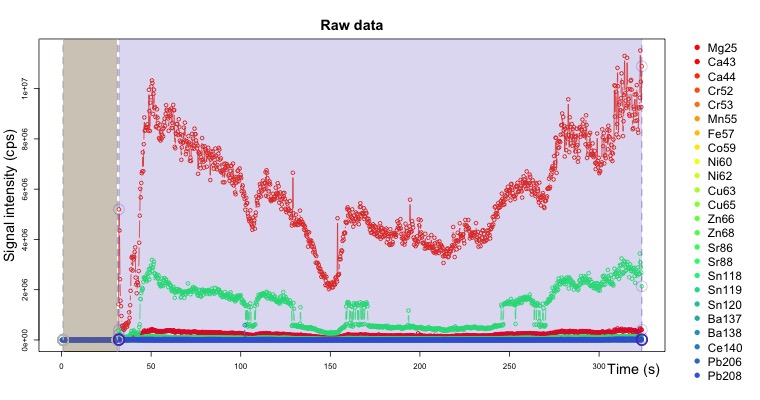 Raw data
Signal intensity (cps)
1e+07
8e+06
6e+06
4e+06
2e+06
0e+00
0 50 100 150 200 250 300
Time (s)
Mg25
Ca43
Ca44
Cr52
Cr53
Mn55
Fe57
Co59
Ni60
Ni62
Cu63
Cu65
Zn66
Zn68
Sr86
Sr88
Sn118
Sn119
Sn120
Ba137
Ba138
Ce140
Pb206
Pb208